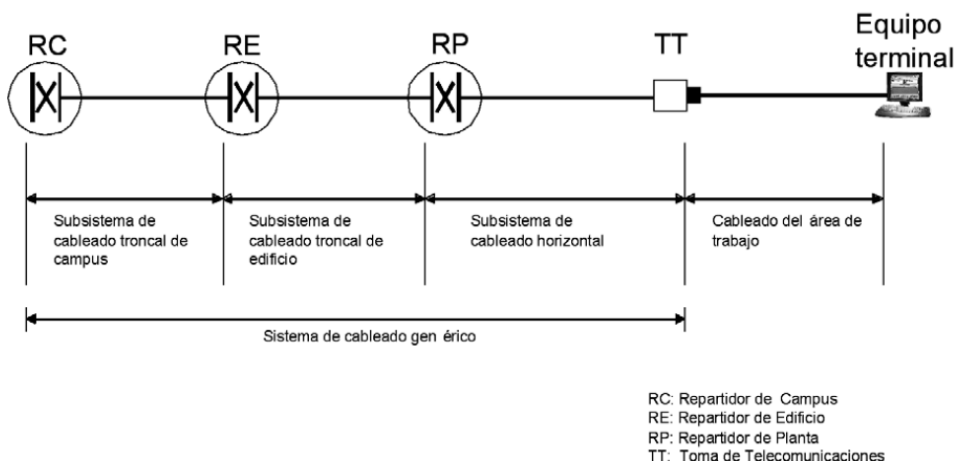 RC
RE
RP
TT
Equipo
terminal
Subsistema de
cableado troncal de
campus
Subsistema de
cableado troncal de
edificio
Subsistema de
cableado horizontal
Cableado del área de
trabajo
Sistema de cableado gen érico
RC: Repartidor de Campus
RE: Repartidor de Edificio
RP: Repartidor de Planta
TT: Toma de Telecomunicaciones